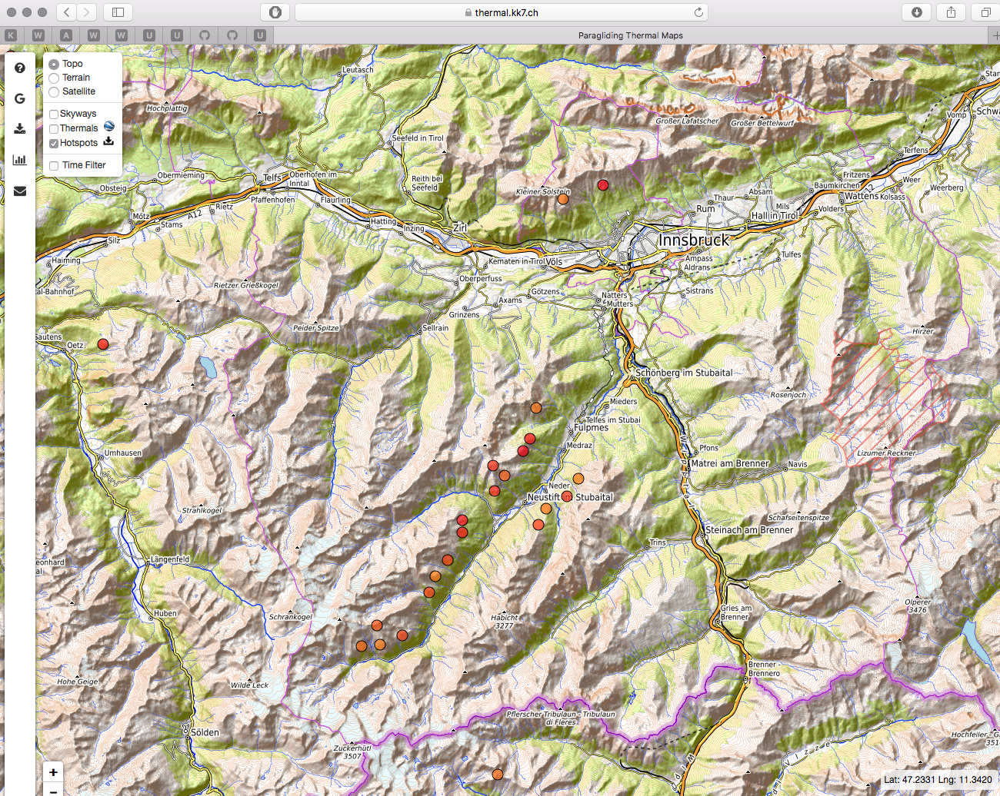 thermal.kk7.ch
K W A W W U U U
Paragliding Thermal Maps
Topo
Terrain
Satellite
Skyways
Thermals
Hotspots
Time Filter
G
Leutasch
Hochplattig
Großer Lafatscher
Großer Bettelwurf
Stan
Vomp
Schwa
Seefeld in Tirol
Terfens
Obermieming
Telfs
Oberhofen im
Inntal
Reith bei
Seefeld
Fritzens
Weer
Obsteig
Pfaffenhofen
Flaurling
Kleiner Solstein
Absam
Baumkirchen
A12
Weerberg
Thaur
Wattens
Kolsass
Rietz
A12
Mötz
Stams
Hatting
Inzing
Zirl
Rum
Mils
Hall in Tirol
Volders
Silz
Innsbruck
Haiming
Kematen-in-Tirol
Völs
Ampass
Aldrans
Tulfes
Oberperfuss
Rietzer Grießkogel
tal-Bahnhof
Götzens
Axams
Natters
Mutters
Sistrans
Grinzens
Peider Spitze
Sellrain
Hirzer
Sautens
Oetz
Schönberg im Stubaital
Rosenjoch
Mieders
Telfes im Stubai
Fulpmes
Medraz
Pfons
Umhausen
Lizumer Reckner
Matrei am Brenner
Navis
Neder
Neustift im Stubaital
Strahlkogel
Schafseitenspitze
Steinach am Brenner
Trins
Längenfeld
eonhard
al
Olperer
3476
Huben
Schrankogel
Habicht
3277
Gries am
Brenner
Brenner -
Brennero
Hohe Geige
Wilde Leck
Pflerscher Tribulaun - Tribulaun
di Fleres
Sölden
Zuckerhütl
3507
Hochfeiler - G
351
Vizze
+
−
Lat: 47.2331 Lng: 11.3420